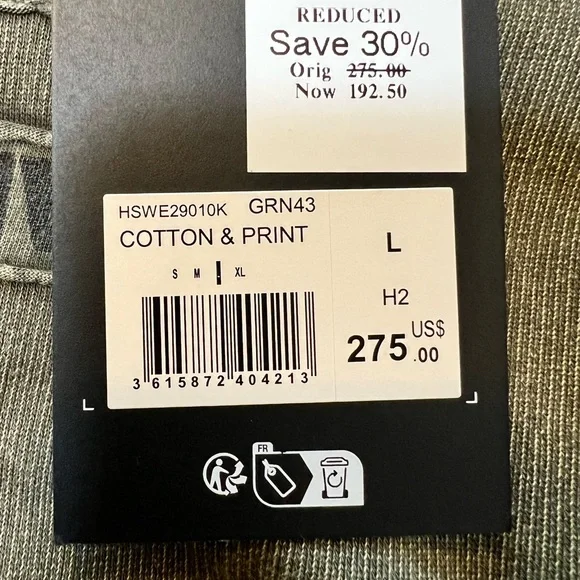 REDUCED
Save 30%
Orig 275.00
Now 192.50
HSWE29010K GRN43
COTTON & PRINT
S M XL
L
H2
275 US$ .00
3 615872 404213
FR